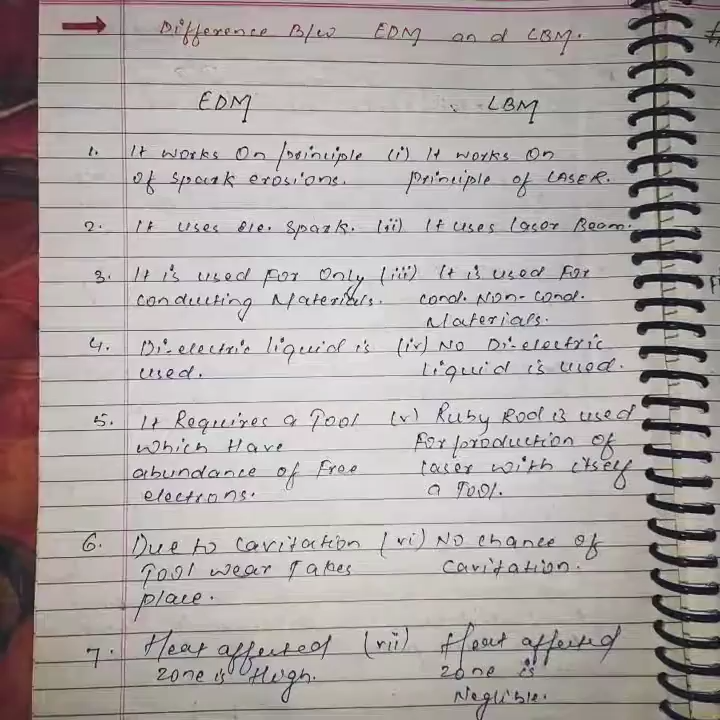 → Difference B/w EDM and LBM.
EDM LBM
1. It works On principle (i) It works On
of spark erosions. principle of LASER.
2. It uses ele. spark. (ii) It uses laser Beam.
3. It is used For Only (iii) It is used For
conducting Materials. cond. Non-cond.
Materials.
4. Di-electric liquid is (iv) No Di-electric
used. liquid is used.
5. It Requires a Tool (v) Ruby Rod is used
which Have For production of
abundance of Free laser with itself
electrons. a Tool.
6. Due to cavitation (vi) No chance of
Tool wear Takes cavitation.
place.
7. Heat affected (vii) Heat affected
zone is High. zone is
Neglible.